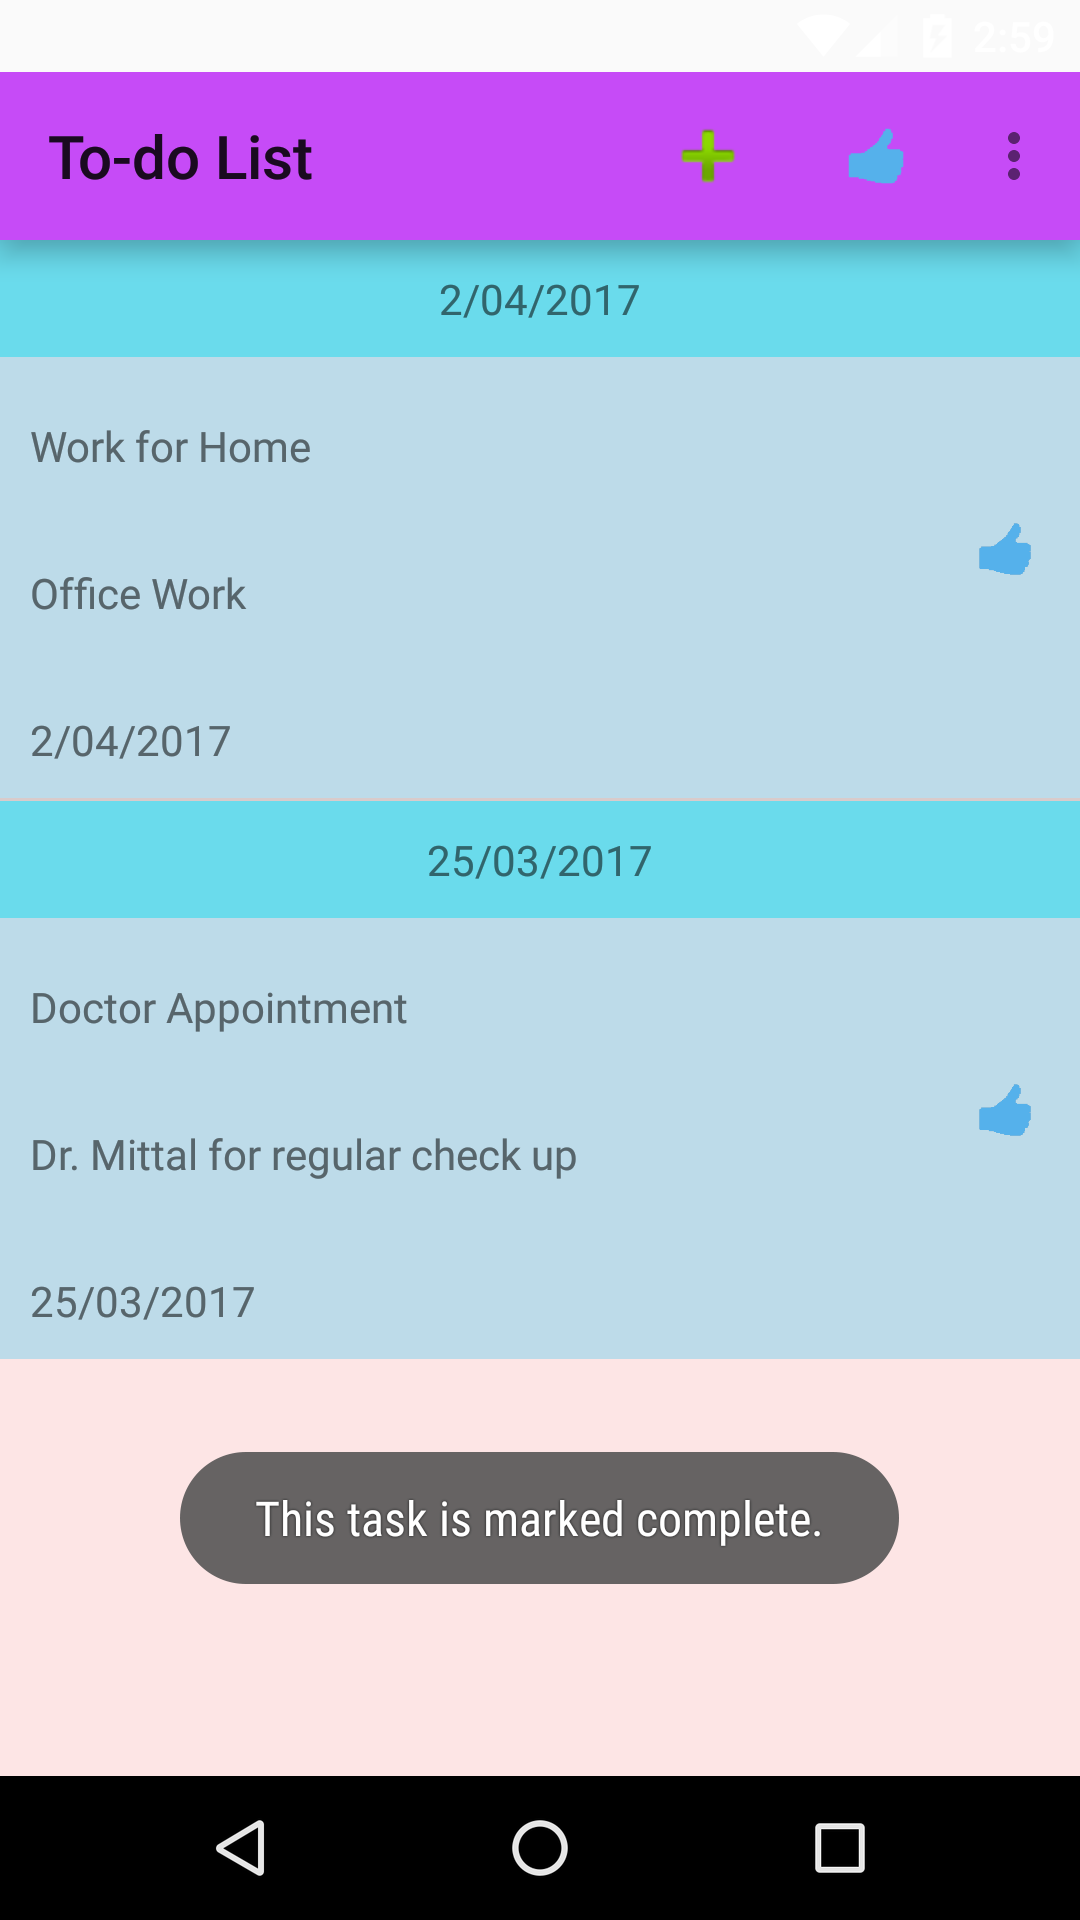 2:59
To-do List
2/04/2017
Work for Home
Office Work
2/04/2017
25/03/2017
Doctor Appointment
Dr. Mittal for regular check up
25/03/2017
This task is marked complete.